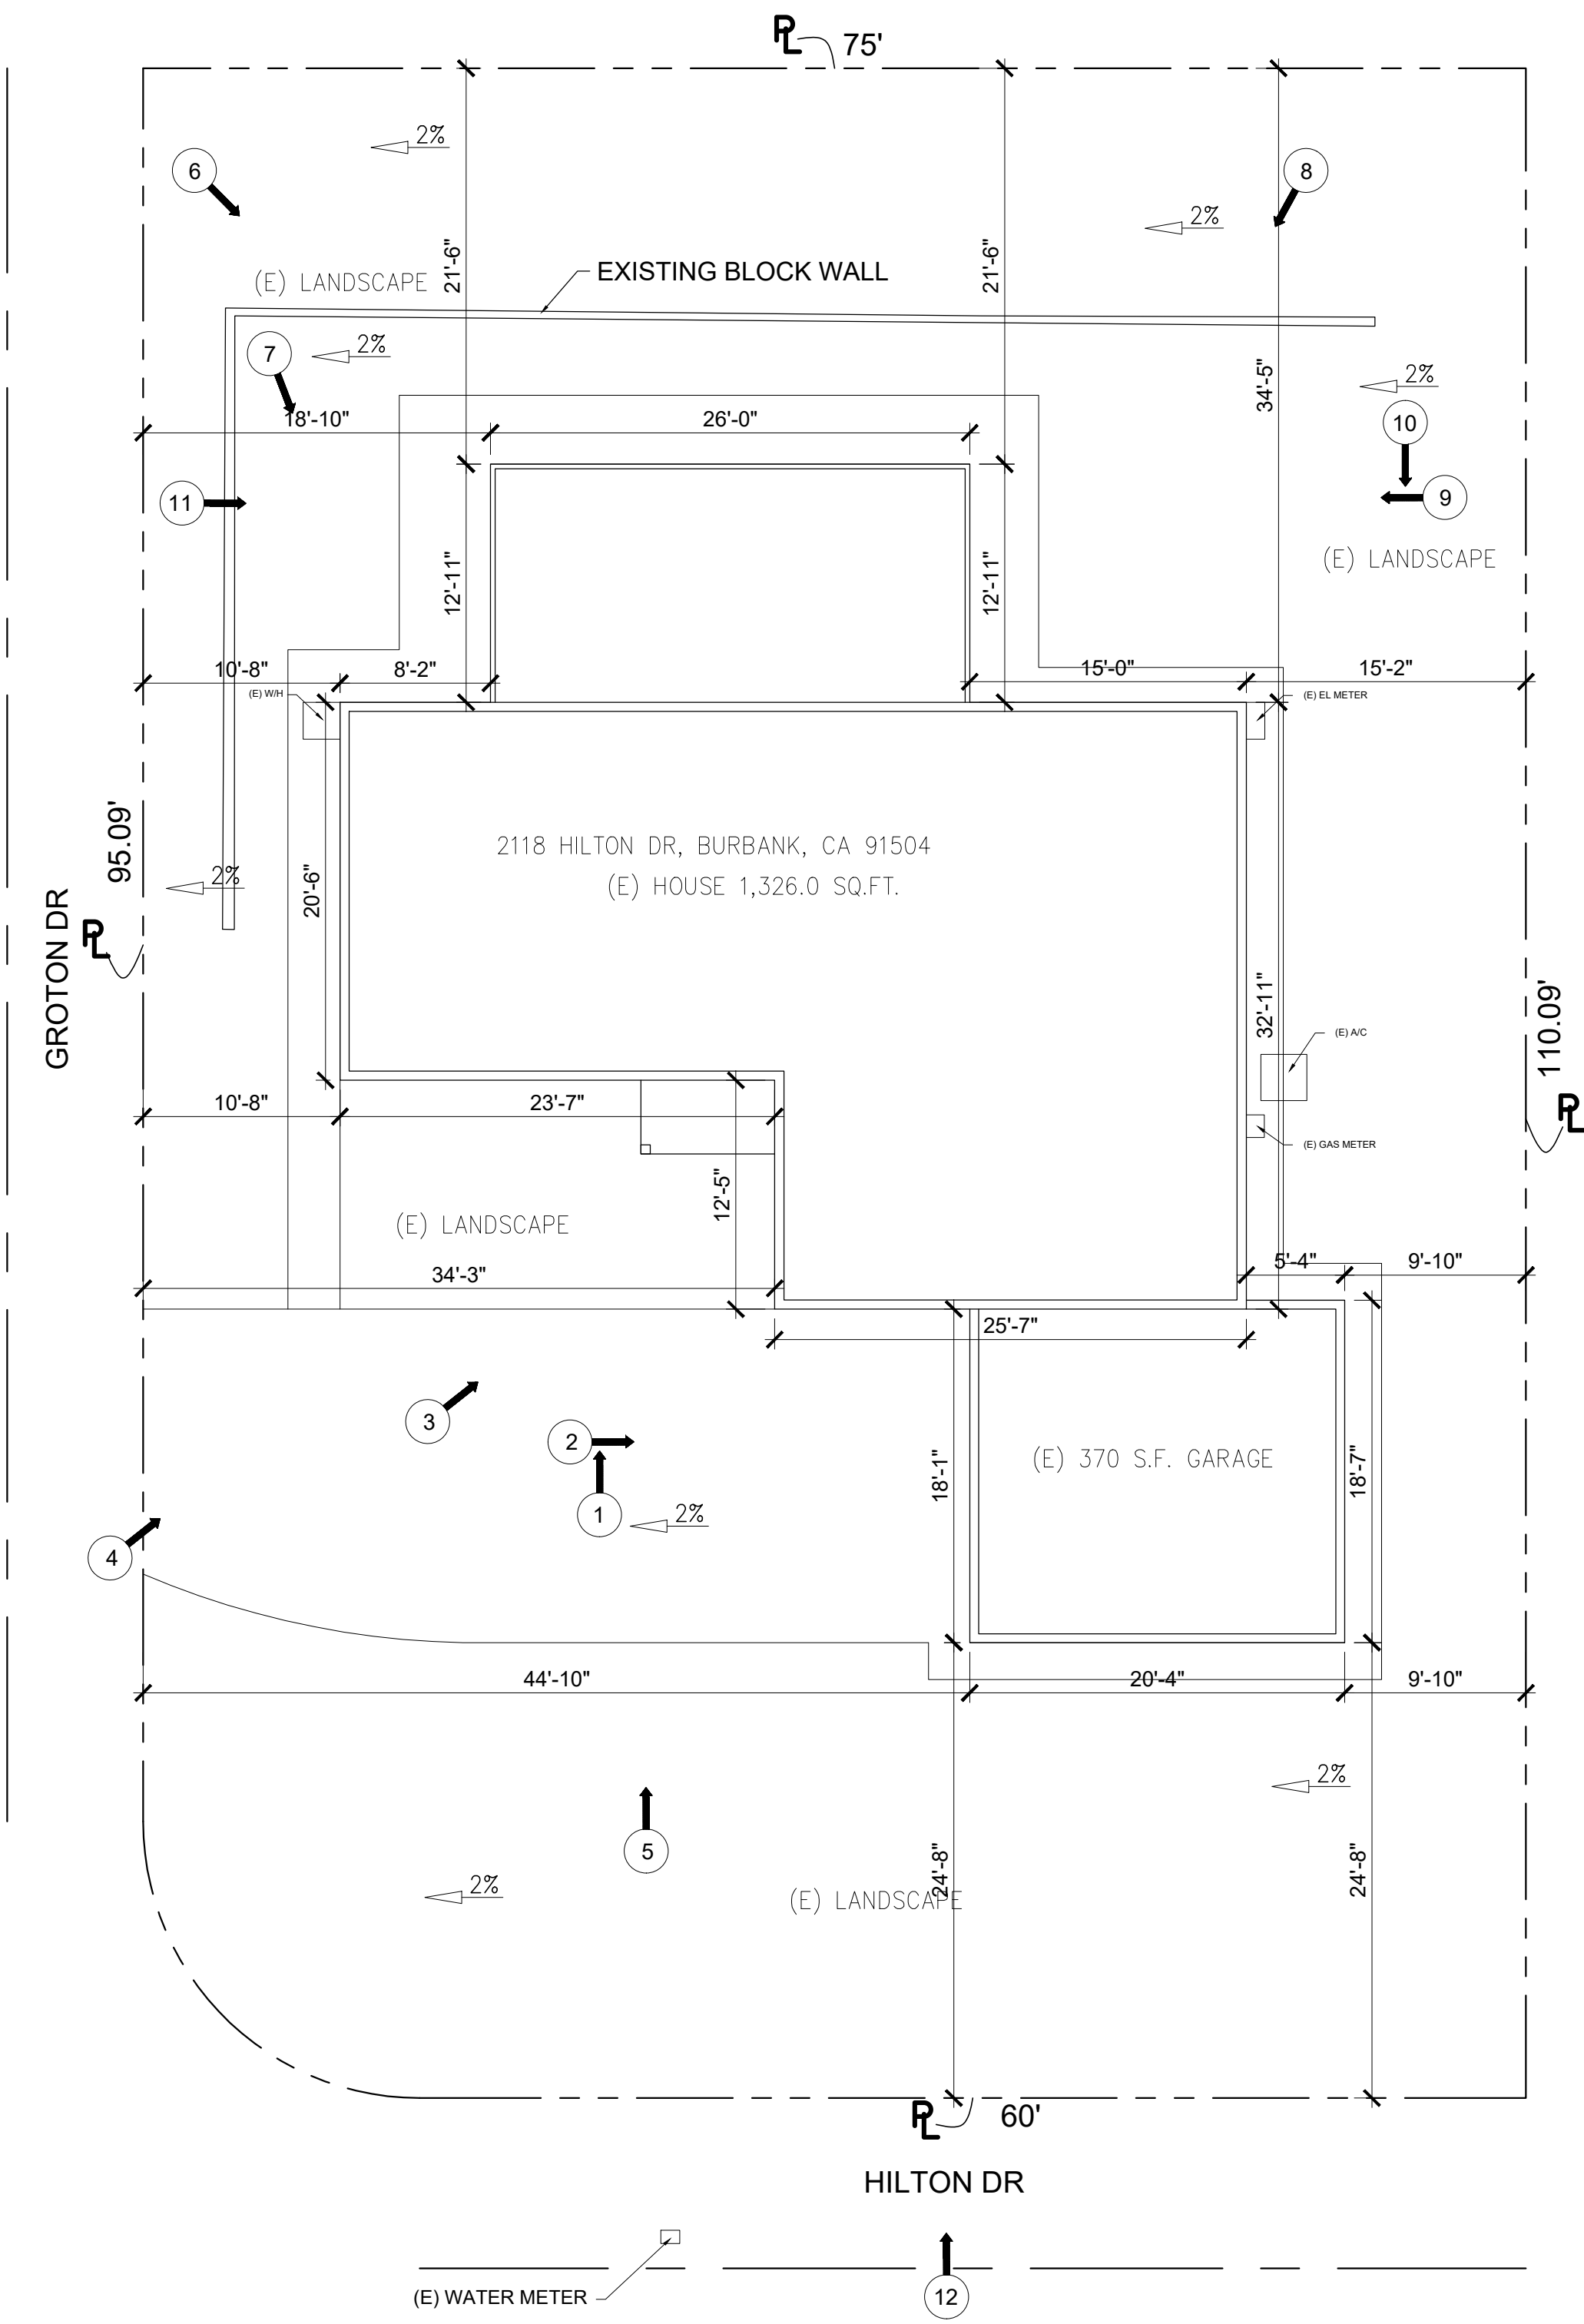 PL 75'
2%
6
8
2%
21'-6"
21'-6"
EXISTING BLOCK WALL
(E) LANDSCAPE
7
2%
34'-5"
2%
18'-10"
26'-0"
10
11
9
(E) LANDSCAPE
12'-11"
12'-11"
10'-8"
8'-2"
15'-0"
15'-2"
(E) W/H
(E) EL METER
95.09'
2118 HILTON DR, BURBANK, CA 91504
(E) HOUSE 1,326.0 SQ.FT.
2%
20'-6"
GROTON DR
PL
32'-11"
(E) A/C
110.09'
PL
10'-8"
23'-7"
(E) GAS METER
12'-5"
(E) LANDSCAPE
34'-3"
5'-4"
9'-10"
25'-7"
3
2
1
2%
18'-1"
(E) 370 S.F. GARAGE
18'-7"
4
44'-10"
20'-4"
9'-10"
2%
5
2%
24'-8"
24'-8"
(E) LANDSCAPE
PL 60'
HILTON DR
(E) WATER METER
12